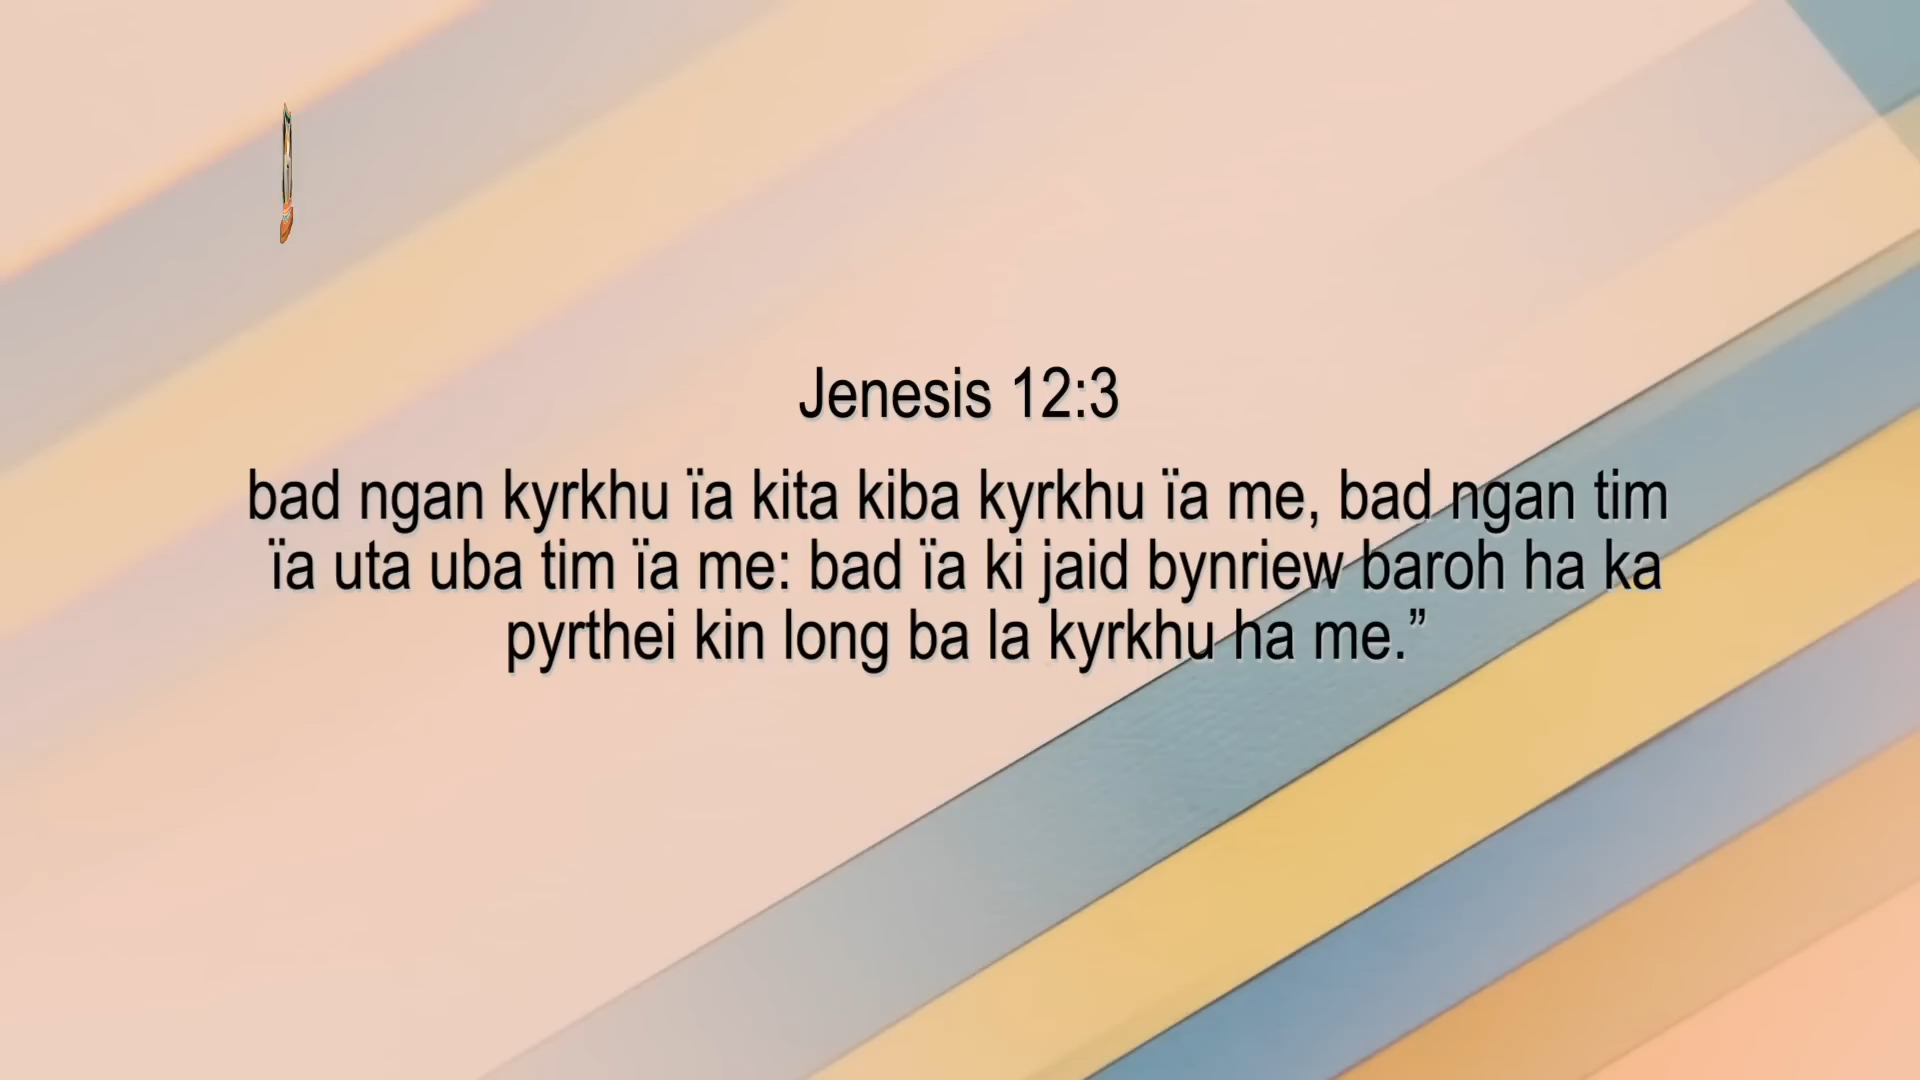 Jenesis 12:3
bad ngan kyrkhu ïa kita kiba kyrkhu ïa me, bad ngan tim
ïa uta uba tim ïa me: bad ïa ki jaid bynriew baroh ha ka
pyrthei kin long ba la kyrkhu ha me.”